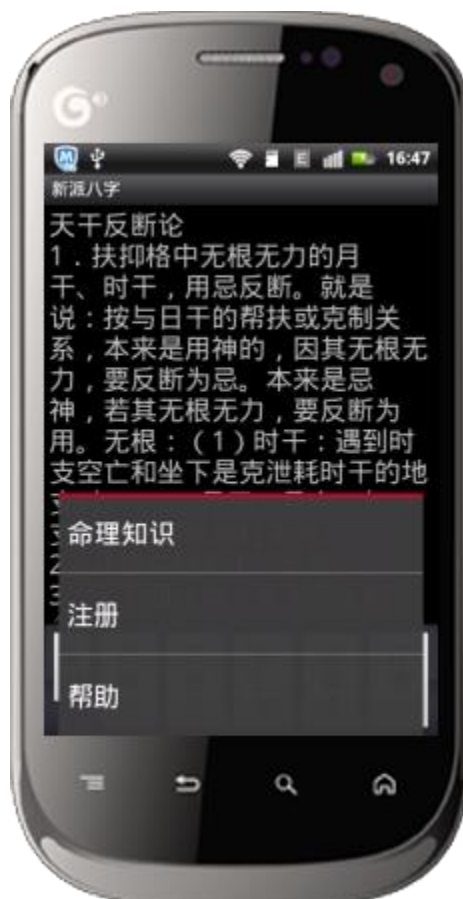 16:47
新派八字
天干反断论
1．扶抑格中无根无力的月
干、时干，用忌反断。就是
说：按与日干的帮扶或克制关
系，本来是用神的，因其无根无
力，要反断为忌。本来是忌
神，若其无根无力，要反断为
用。无根：（1）时干：遇到时
支空亡和坐下是克泄耗时干的地
命理知识
注册
帮助